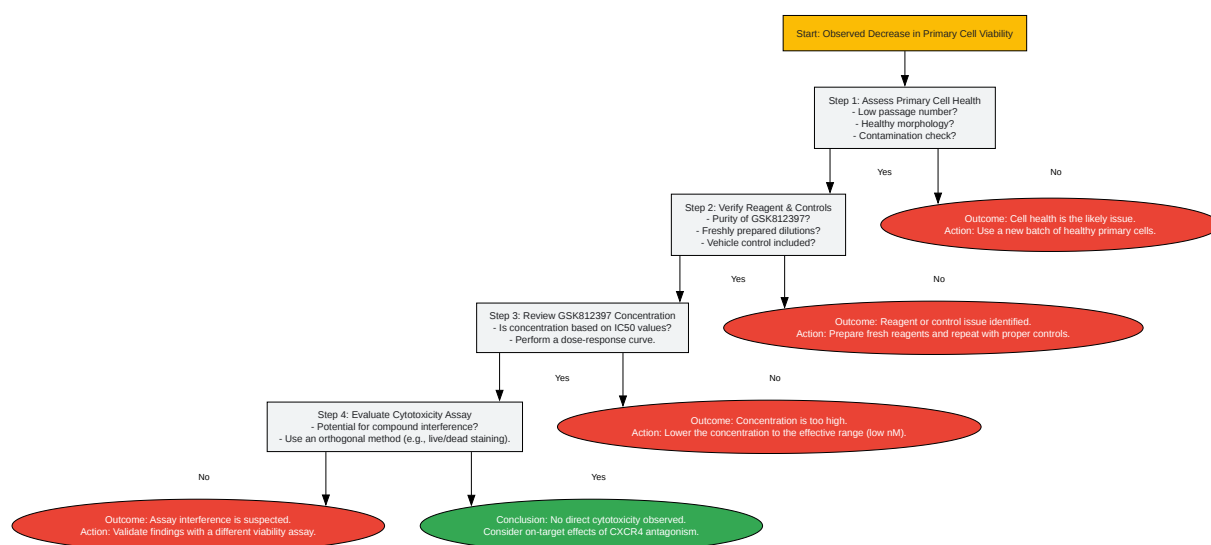 Start: Observed Decrease in Primary Cell Viability
Step 1: Assess Primary Cell Health
- Low passage number?
- Healthy morphology?
- Contamination check?
Yes
No
Step 2: Verify Reagent & Controls
- Purity of GSK812397?
- Freshly prepared dilutions?
- Vehicle control included?
Outcome: Cell health is the likely issue.
Action: Use a new batch of healthy primary cells.
Yes
No
Step 3: Review GSK812397 Concentration
- Is concentration based on IC50 values?
- Perform a dose-response curve.
Outcome: Reagent or control issue identified.
Action: Prepare fresh reagents and repeat with proper controls.
Yes
No
Step 4: Evaluate Cytotoxicity Assay
- Potential for compound interference?
- Use an orthogonal method (e.g., live/dead staining).
Outcome: Concentration is too high.
Action: Lower the concentration to the effective range (low nM).
No
Yes
Outcome: Assay interference is suspected.
Action: Validate findings with a different viability assay.
Conclusion: No direct cytotoxicity observed.
Consider on-target effects of CXCR4 antagonism.